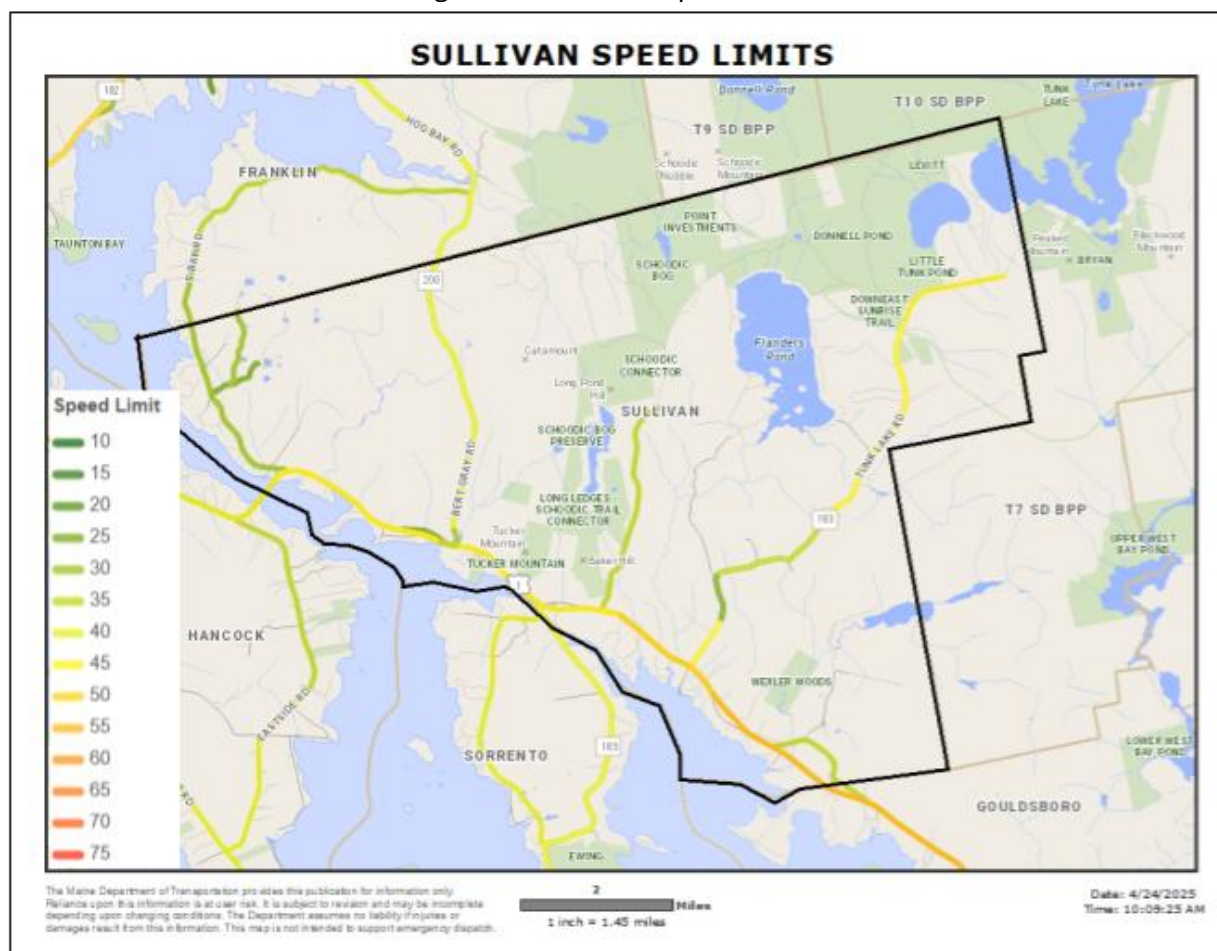 SULLIVAN SPEED LIMITS
182
HOG BAY RD
Donnell Pond
T10 SD BPP
TUNK
LAKE
Tunk Lake
T9 SD BPP
FRANKLIN
Schoodic
Nubble
Schoodic
Mountain
LEAVITT
POINT
INVESTMENTS
TAUNTON BAY
DONNELL POND
Mountain
BRYAN
Blackwood
Mountain
200
SCHOODIC
BOG
LITTLE
TUNK POND
DOWNEAST
SUNRISE
TRAIL
Flanders
Pond
Catamount
SCHOODIC
CONNECTOR
Long Pond
Hill
SULLIVAN
SCHOODIC BOG
PRESERVE
BERT GRAY RD
TUNK LAKE RD
LONG LEDGES -
SCHOODIC TRAIL
CONNECTOR
183
T7 SD BPP
UPPER WEST
BAY POND
Tucker
Mountain
TUCKER MOUNTAIN
1
HANCOCK
EASTSIDE RD
SORRENTO
185
WEXLER WOODS
LOWER WEST
BAY POND
GOULDSBORO
EWING
Speed Limit
10
15
20
25
30
35
40
45
50
55
60
65
70
75
The Maine Department of Transportation provides this publication for information only.
Reliance upon this information is at user risk. It is subject to revision and may be incomplete
depending upon changing conditions. The Department assumes no liability if injuries or
damages result from this information. This map is not intended to support emergency dispatch.
2
Miles
1 inch = 1.45 miles
Date: 4/24/2025
Time: 10:09:25 AM